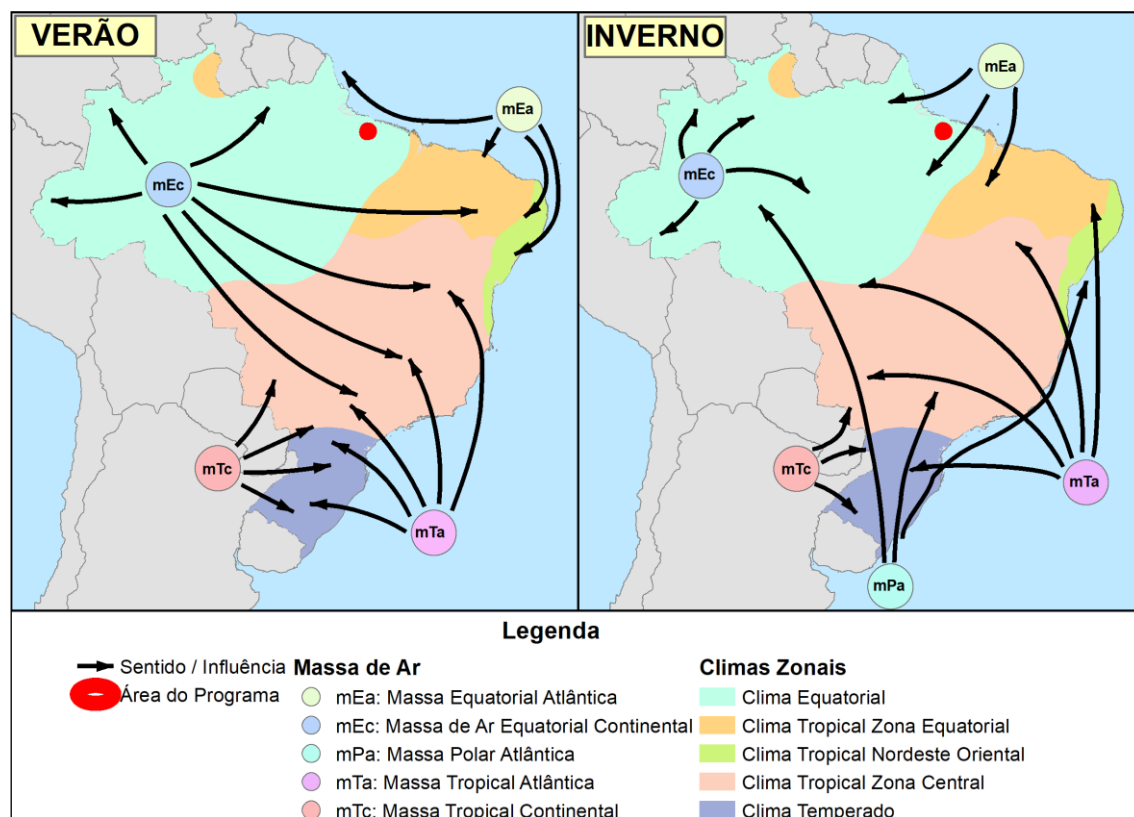 VERÃO
mEa
mEc
mTc
mTa
INVERNO
mEa
mEc
mTc
mTa
mPa
Legenda
Sentido / Influência
Área do Programa
Massa de Ar
mEa: Massa Equatorial Atlântica
mEc: Massa de Ar Equatorial Continental
mPa: Massa Polar Atlântica
mTa: Massa Tropical Atlântica
mTc: Massa Tropical Continental
Climas Zonais
Clima Equatorial
Clima Tropical Zona Equatorial
Clima Tropical Nordeste Oriental
Clima Tropical Zona Central
Clima Temperado